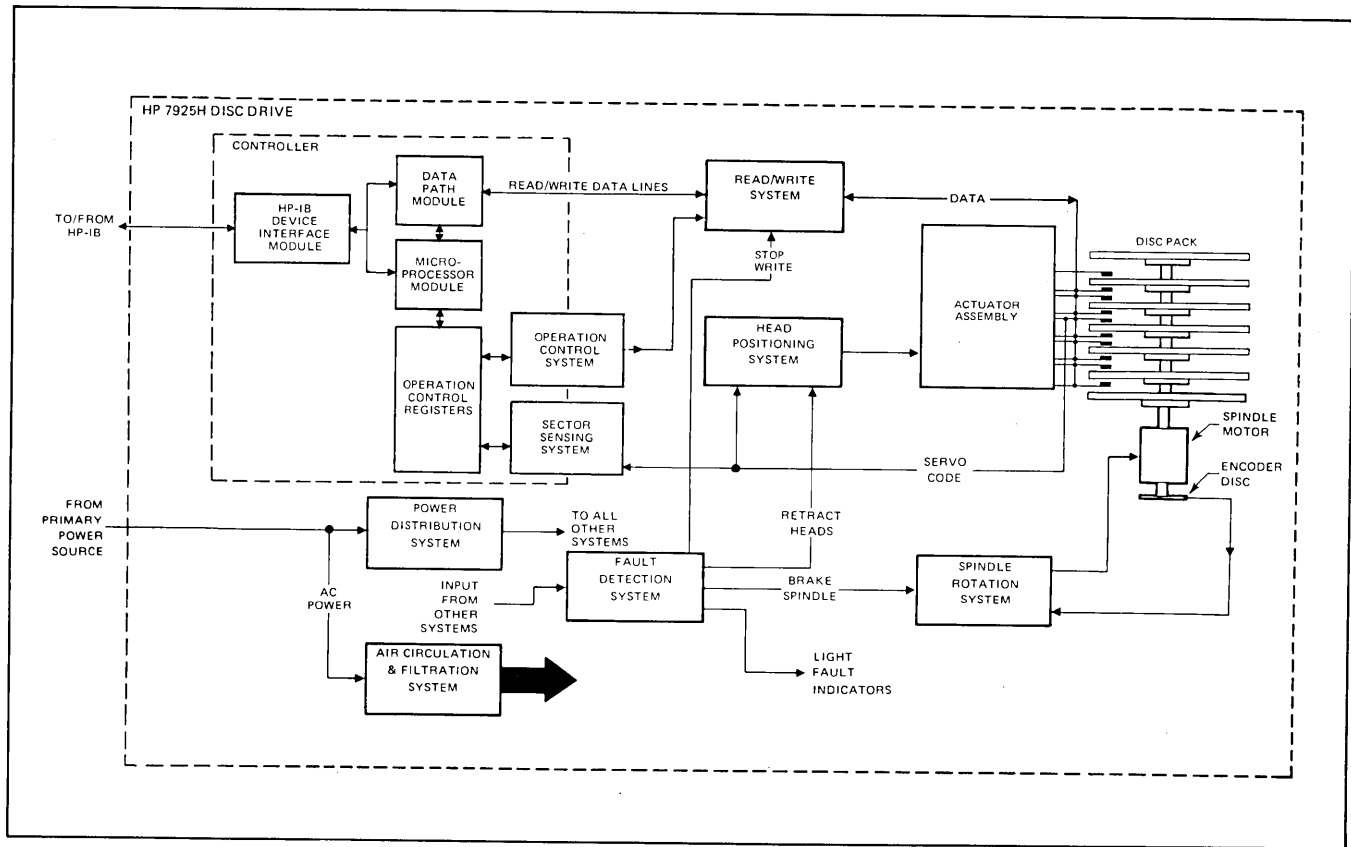 HP 7925H DISC DRIVE
CONTROLLER
TO/FROM
HP-IB
HP-IB
DEVICE
INTERFACE
MODULE
DATA
PATH
MODULE
MICRO-
PROCESSOR
MODULE
OPERATION
CONTROL
REGISTERS
OPERATION
CONTROL
SYSTEM
SECTOR
SENSING
SYSTEM
READ/WRITE DATA LINES
READ/WRITE
SYSTEM
DATA
STOP
WRITE
HEAD
POSITIONING
SYSTEM
ACTUATOR
ASSEMBLY
DISC PACK
SPINDLE
MOTOR
ENCODER
DISC
SERVO
CODE
FROM
PRIMARY
POWER
SOURCE
POWER
DISTRIBUTION
SYSTEM
TO ALL
OTHER
SYSTEMS
AC
POWER
INPUT
FROM
OTHER
SYSTEMS
FAULT
DETECTION
SYSTEM
RETRACT
HEADS
BRAKE
SPINDLE
SPINDLE
ROTATION
SYSTEM
AIR CIRCULATION
& FILTRATION
SYSTEM
LIGHT
FAULT
INDICATORS